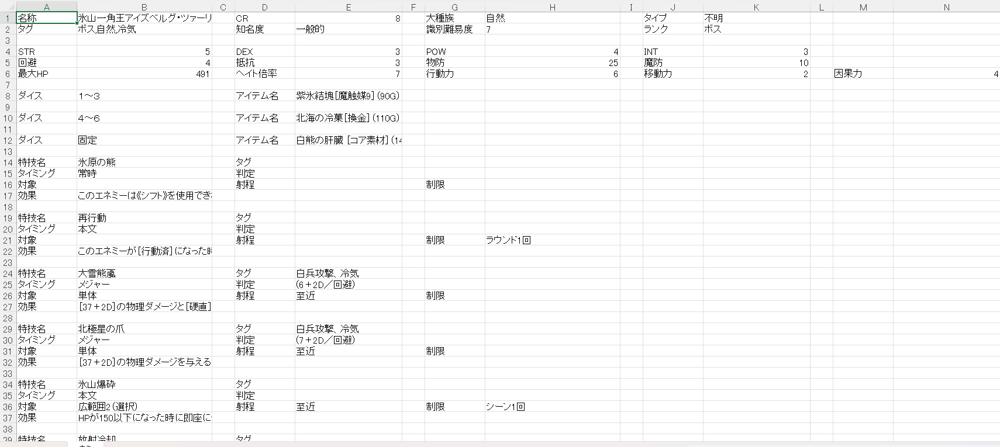 A B C D E F G H I J K L M N
1 名称 氷山一角王アイズベルグ・ツァーリ CR 8 大種族 自然 タイプ 不明
2 タグ ボス,自然,冷気 知名度 一般的 識別難易度 7 ランク ボス
3
4 STR 5 DEX 3 POW 4 INT 3
5 回避 4 抵抗 3 物防 25 魔防 10
6 最大HP 491 ヘイト倍率 7 行動力 6 移動力 2 因果力 4
7
8 ダイス 1～3 アイテム名 紫氷結塊[魔触媒9](90G)
9
10 ダイス 4～6 アイテム名 北海の冷菓[換金](110G)
11
12 ダイス 固定 アイテム名 白熊の肝臓 [コア素材](14
13
14 特技名 氷原の熊 タグ
15 タイミング 常時 判定
16 対象 射程 制限
17 効果 このエネミーは《シフト》を使用でき
18
19 特技名 再行動 タグ
20 タイミング 本文 判定
21 対象 射程 制限 ラウンド1回
22 効果 このエネミーが[行動済]になった時
23
24 特技名 大雪熊颪 タグ 白兵攻撃、冷気
25 タイミング メジャー 判定 (6＋2D／回避)
26 対象 単体 射程 至近 制限
27 効果 [37＋2D]の物理ダメージと[硬直]
28
29 特技名 北極星の爪 タグ 白兵攻撃、冷気
30 タイミング メジャー 判定 (7＋2D／回避)
31 対象 単体 射程 至近 制限
32 効果 [37＋2D]の物理ダメージを与える
33
34 特技名 氷山爆砕 タグ
35 タイミング 本文 判定
36 対象 広範囲2(選択) 射程 至近 制限 シーン1回
37 効果 HPが150以下になった時に即座に
38
39 特技名 放射冷却 タグ